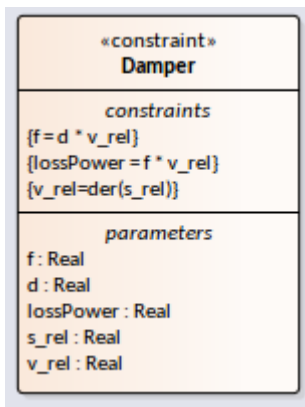 «constraint»
Damper
constraints
{f=d * v_rel}
{lossPower =f * v_rel}
{v_rel=der(s_rel)}
parameters
f : Real
d : Real
lossPower : Real
s_rel : Real
v_rel : Real